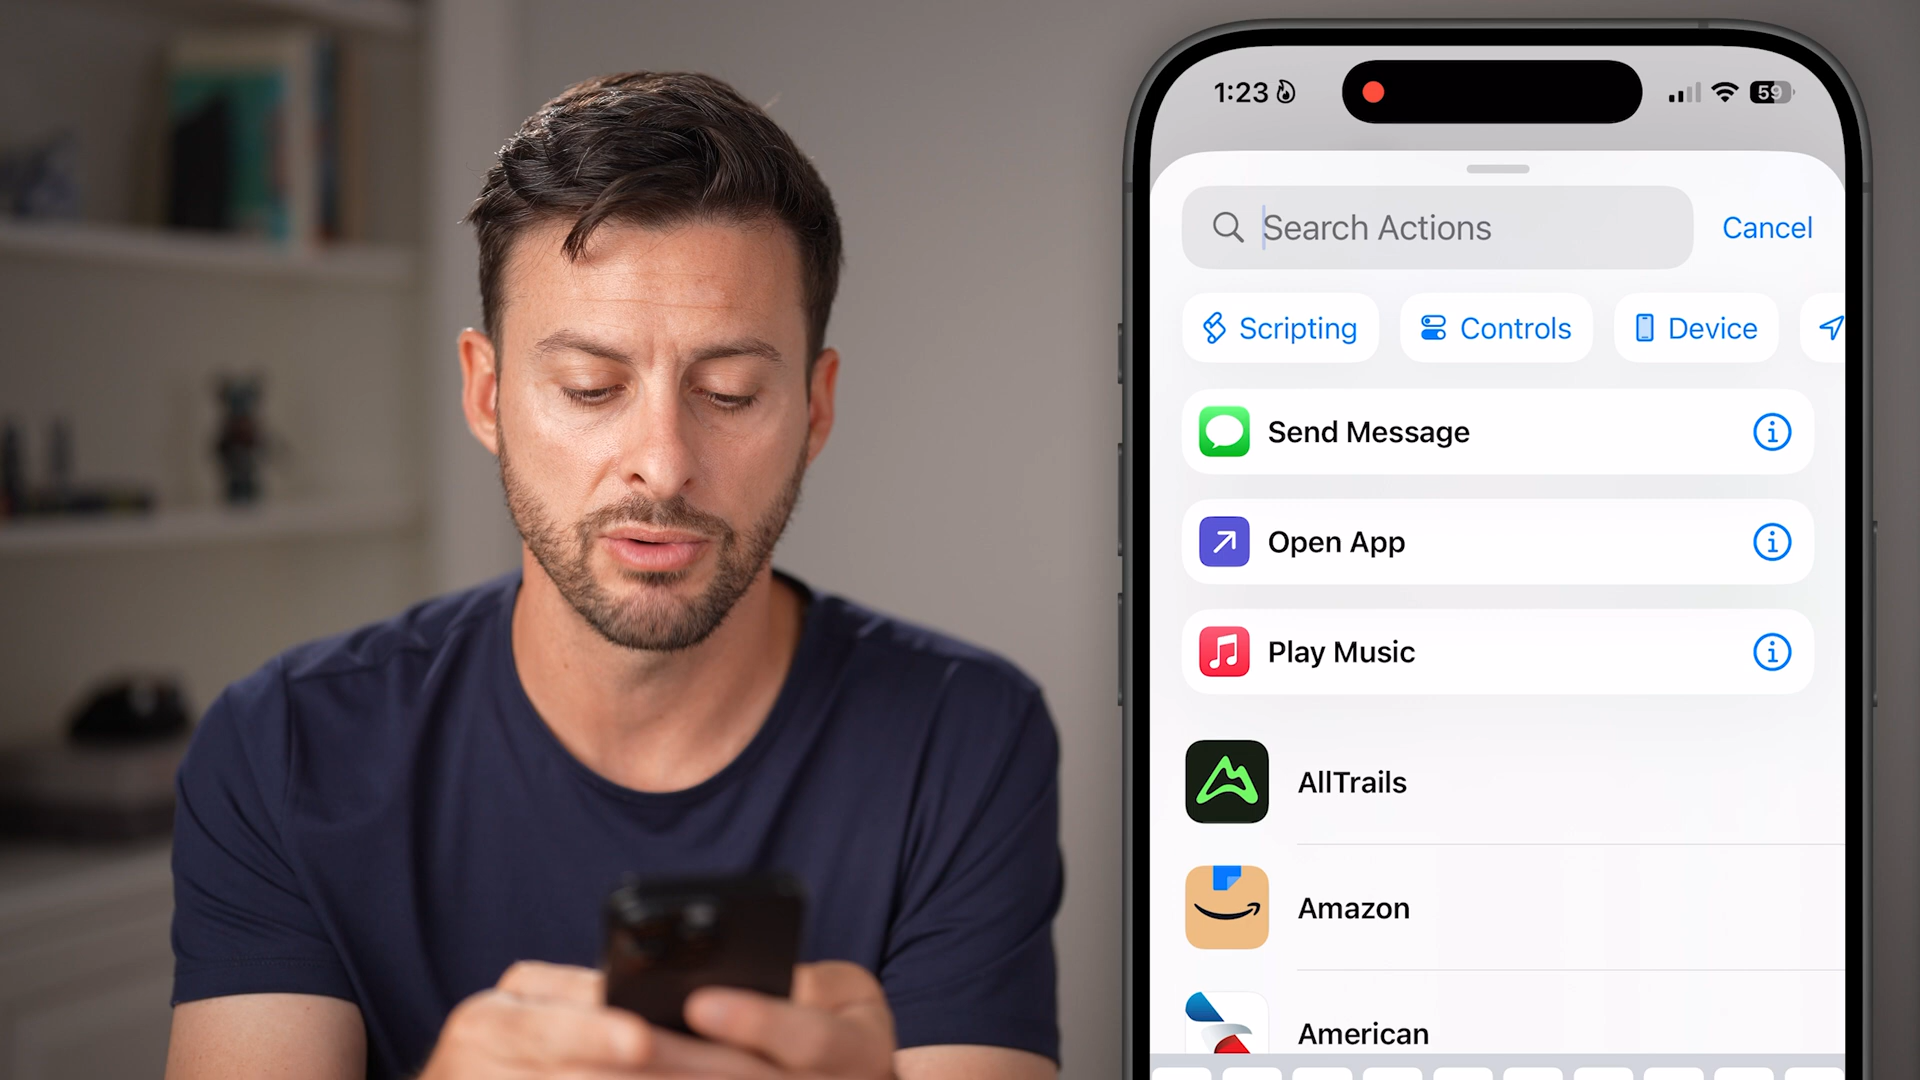 1:23
59
Search Actions
Cancel
Scripting
Controls
Device
Send Message
Open App
Play Music
AllTrails
Amazon
American